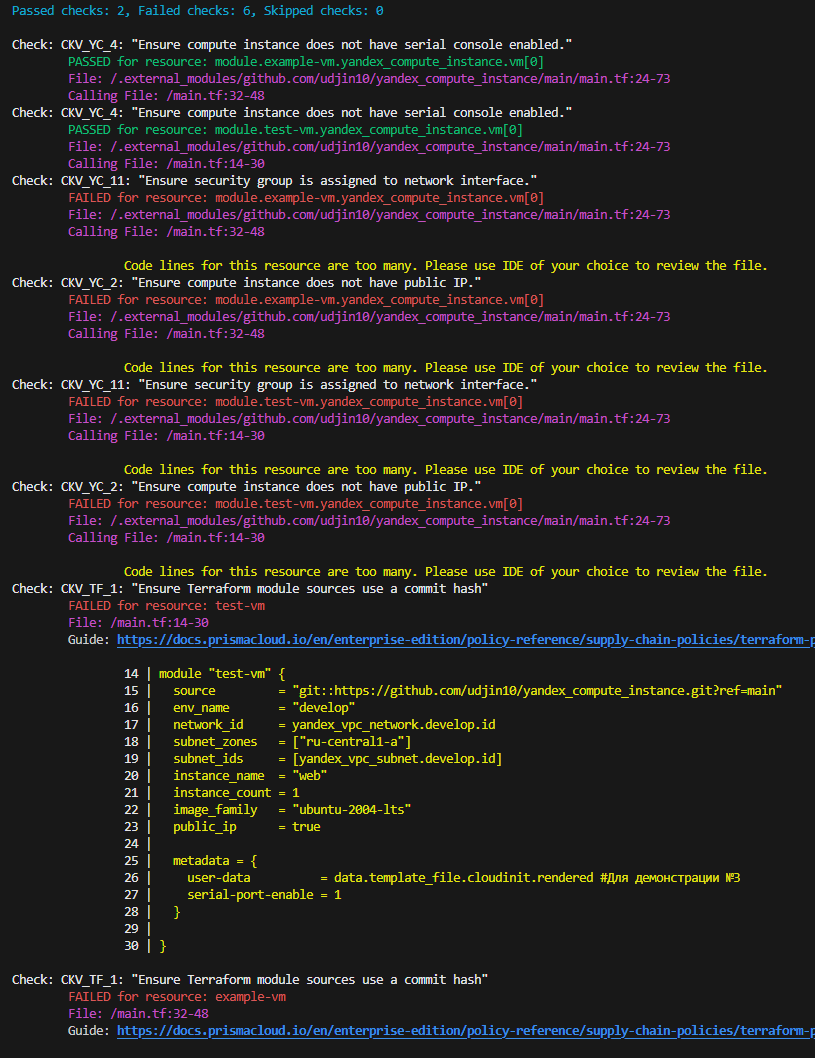 Passed checks: 2, Failed checks: 6, Skipped checks: 0
Check: CKV_YC_4: "Ensure compute instance does not have serial console enabled."
PASSED for resource: module.example-vm.yandex_compute_instance.vm[0]
File: /.external_modules/github.com/udjin10/yandex_compute_instance/main/main.tf:24-73
Calling File: /main.tf:32-48
Check: CKV_YC_4: "Ensure compute instance does not have serial console enabled."
PASSED for resource: module.test-vm.yandex_compute_instance.vm[0]
File: /.external_modules/github.com/udjin10/yandex_compute_instance/main/main.tf:24-73
Calling File: /main.tf:14-30
Check: CKV_YC_11: "Ensure security group is assigned to network interface."
FAILED for resource: module.example-vm.yandex_compute_instance.vm[0]
File: /.external_modules/github.com/udjin10/yandex_compute_instance/main/main.tf:24-73
Calling File: /main.tf:32-48
Code lines for this resource are too many. Please use IDE of your choice to review the file.
Check: CKV_YC_2: "Ensure compute instance does not have public IP."
FAILED for resource: module.example-vm.yandex_compute_instance.vm[0]
File: /.external_modules/github.com/udjin10/yandex_compute_instance/main/main.tf:24-73
Calling File: /main.tf:32-48
Code lines for this resource are too many. Please use IDE of your choice to review the file.
Check: CKV_YC_11: "Ensure security group is assigned to network interface."
FAILED for resource: module.test-vm.yandex_compute_instance.vm[0]
File: /.external_modules/github.com/udjin10/yandex_compute_instance/main/main.tf:24-73
Calling File: /main.tf:14-30
Code lines for this resource are too many. Please use IDE of your choice to review the file.
Check: CKV_YC_2: "Ensure compute instance does not have public IP."
FAILED for resource: module.test-vm.yandex_compute_instance.vm[0]
File: /.external_modules/github.com/udjin10/yandex_compute_instance/main/main.tf:24-73
Calling File: /main.tf:14-30
Code lines for this resource are too many. Please use IDE of your choice to review the file.
Check: CKV_TF_1: "Ensure Terraform module sources use a commit hash"
FAILED for resource: test-vm
File: /main.tf:14-30
Guide: https://docs.prismacloud.io/en/enterprise-edition/policy-reference/supply-chain-policies/terraform-p
14 | module "test-vm" {
15 |   source         = "git::https://github.com/udjin10/yandex_compute_instance.git?ref=main"
16 |   env_name       = "develop"
17 |   network_id     = yandex_vpc_network.develop.id
18 |   subnet_zones   = ["ru-central1-a"]
19 |   subnet_ids     = [yandex_vpc_subnet.develop.id]
20 |   instance_name  = "web"
21 |   instance_count = 1
22 |   image_family   = "ubuntu-2004-lts"
23 |   public_ip      = true
24 |
25 |   metadata = {
26 |     user-data          = data.template_file.cloudinit.rendered #Для демонстрации №3
27 |     serial-port-enable = 1
28 |   }
29 |
30 | }
Check: CKV_TF_1: "Ensure Terraform module sources use a commit hash"
FAILED for resource: example-vm
File: /main.tf:32-48
Guide: https://docs.prismacloud.io/en/enterprise-edition/policy-reference/supply-chain-policies/terraform-p